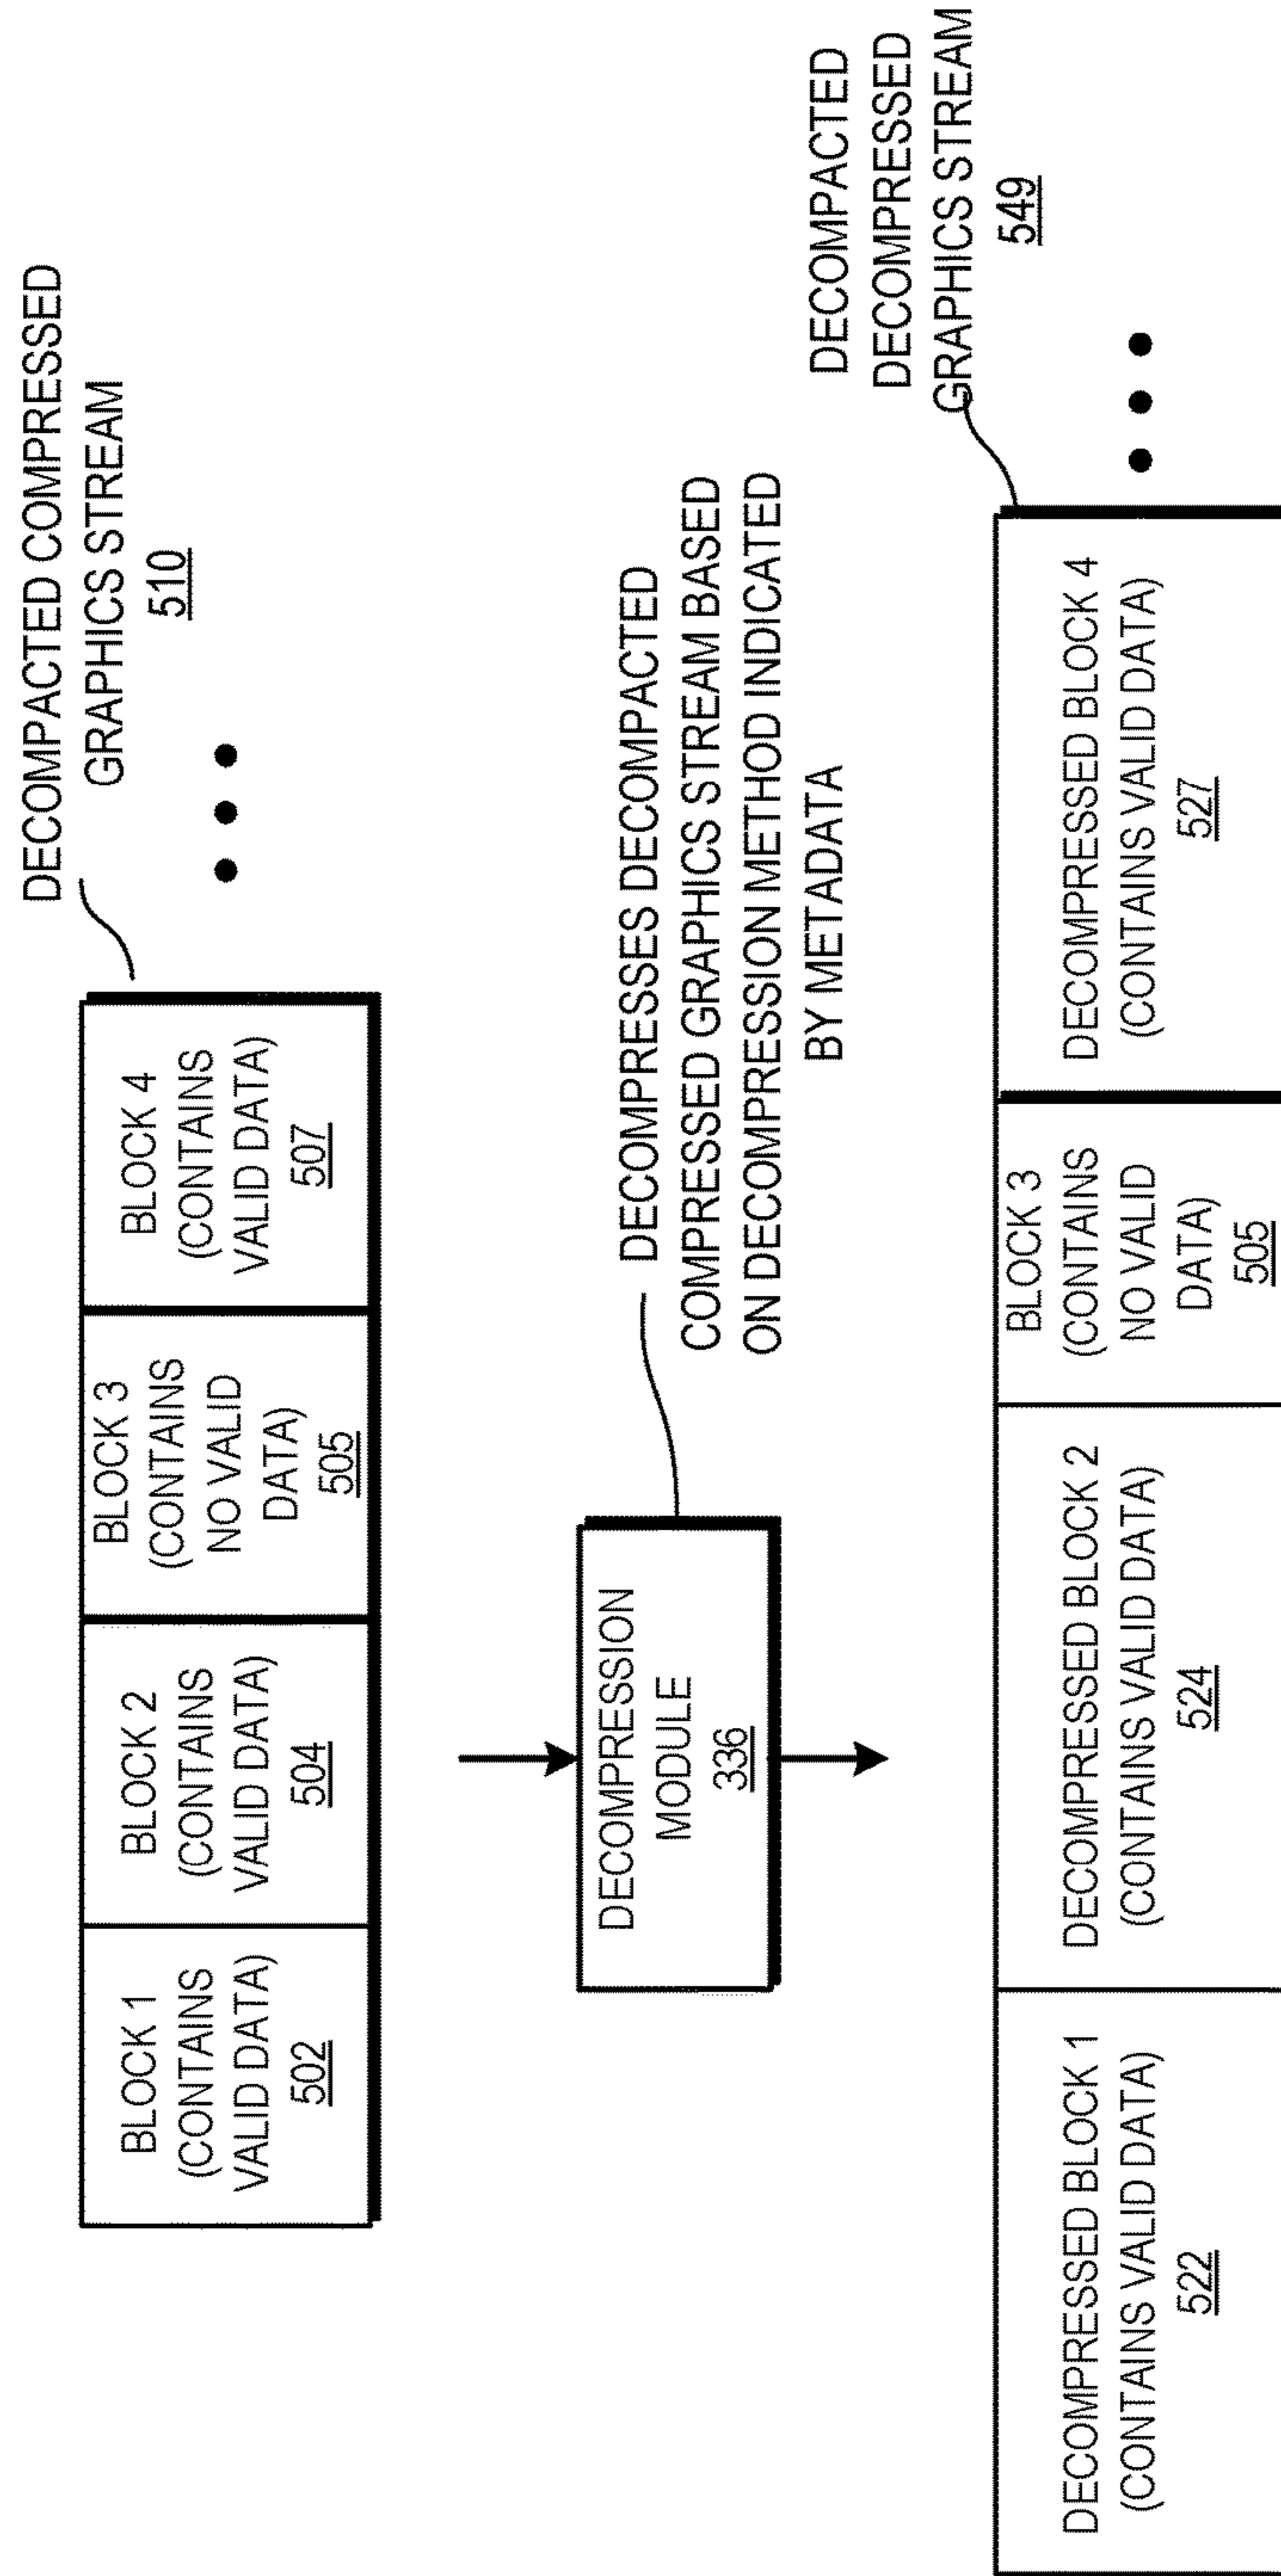 DECOMPACTED COMPRESSED
GRAPHICS STREAM
510
BLOCK 1
(CONTAINS
VALID DATA)
502
BLOCK 2
(CONTAINS
VALID DATA)
504
BLOCK 3
(CONTAINS
NO VALID
DATA)
505
BLOCK 4
(CONTAINS
VALID DATA)
507
DECOMPRESSION
MODULE
336
DECOMPRESSES DECOMPACTED
COMPRESSED GRAPHICS STREAM BASED
ON DECOMPRESSION METHOD INDICATED
BY METADATA
DECOMPACTED
DECOMPRESSED
GRAPHICS STREAM
549
DECOMPRESSED BLOCK 1
(CONTAINS VALID DATA)
522
DECOMPRESSED BLOCK 2
(CONTAINS VALID DATA)
524
BLOCK 3
(CONTAINS
NO VALID
DATA)
505
DECOMPRESSED BLOCK 4
(CONTAINS VALID DATA)
527